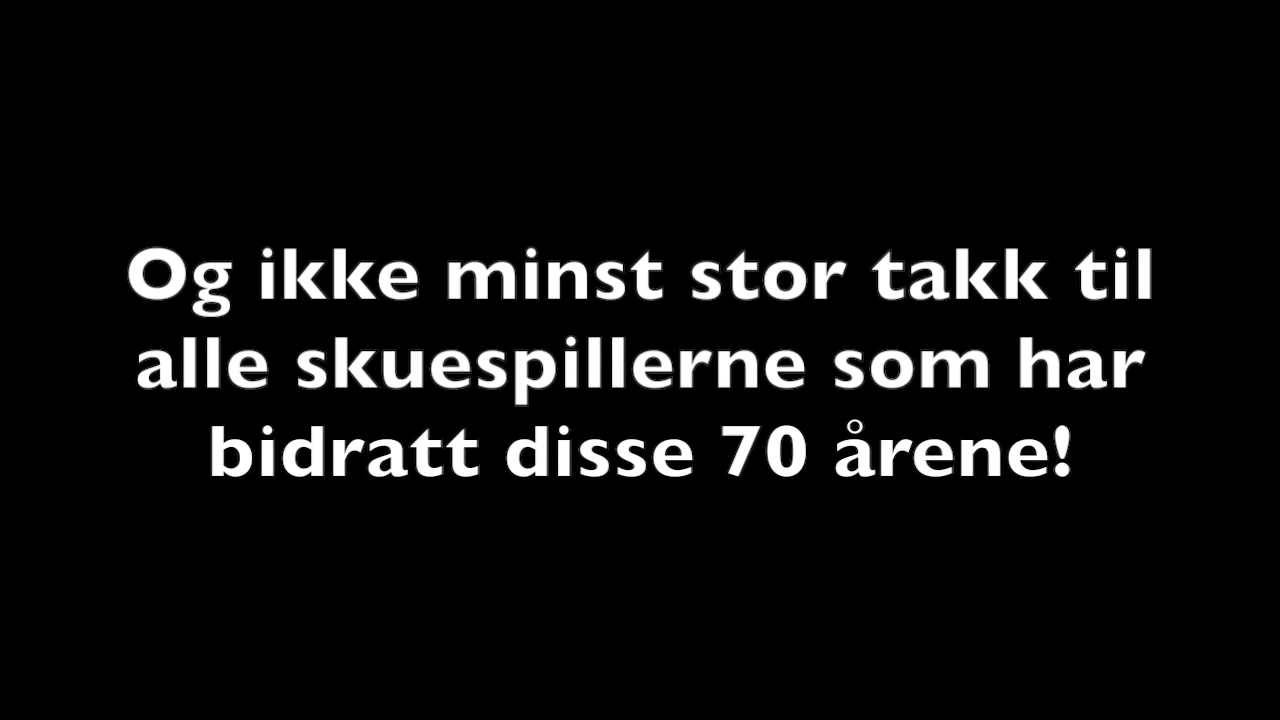 Og ikke minst stor takk til
alle skuespillerne som har
bidratt disse 70 årene!